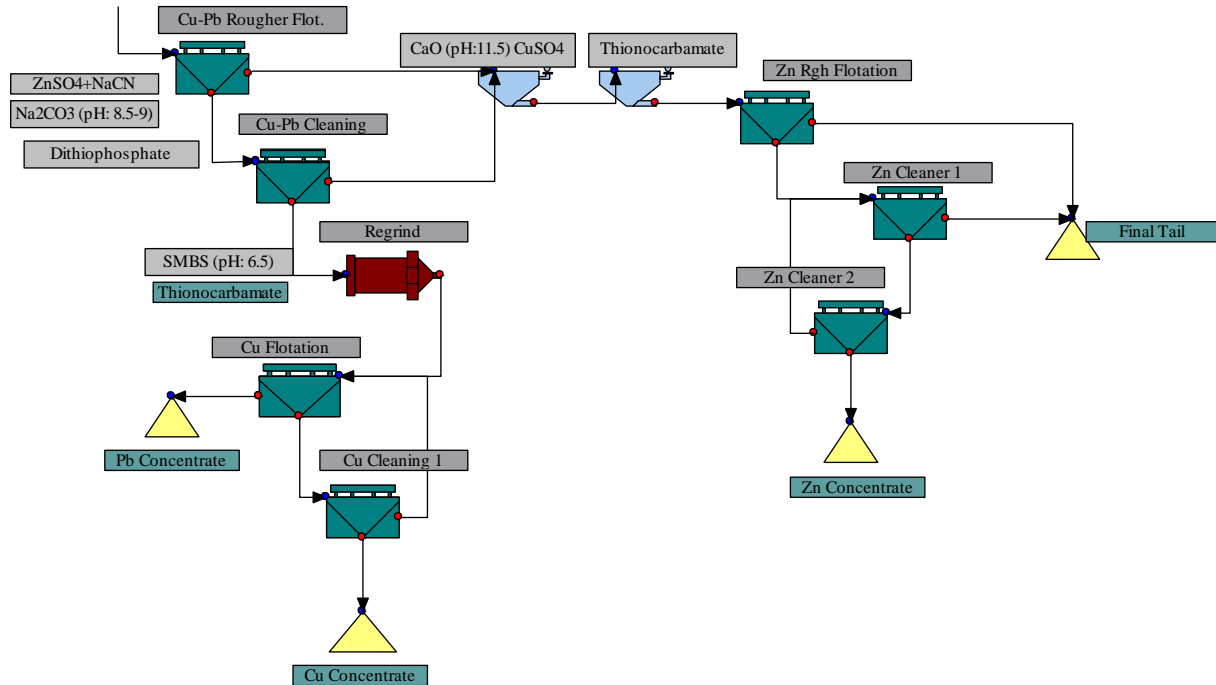 Cu-Pb Rougher Flot.
CaO (pH:11.5) CuSO4
Thionocarbamate
Zn Rgh Flotation
ZnSO4+NaCN
Na2CO3 (pH: 8.5-9)
Cu-Pb Cleaning
Dithiophosphate
Zn Cleaner 1
Regrind
Final Tail
SMBS (pH: 6.5)
Thionocarbamate
Zn Cleaner 2
Cu Flotation
Pb Concentrate
Cu Cleaning 1
Zn Concentrate
Cu Concentrate